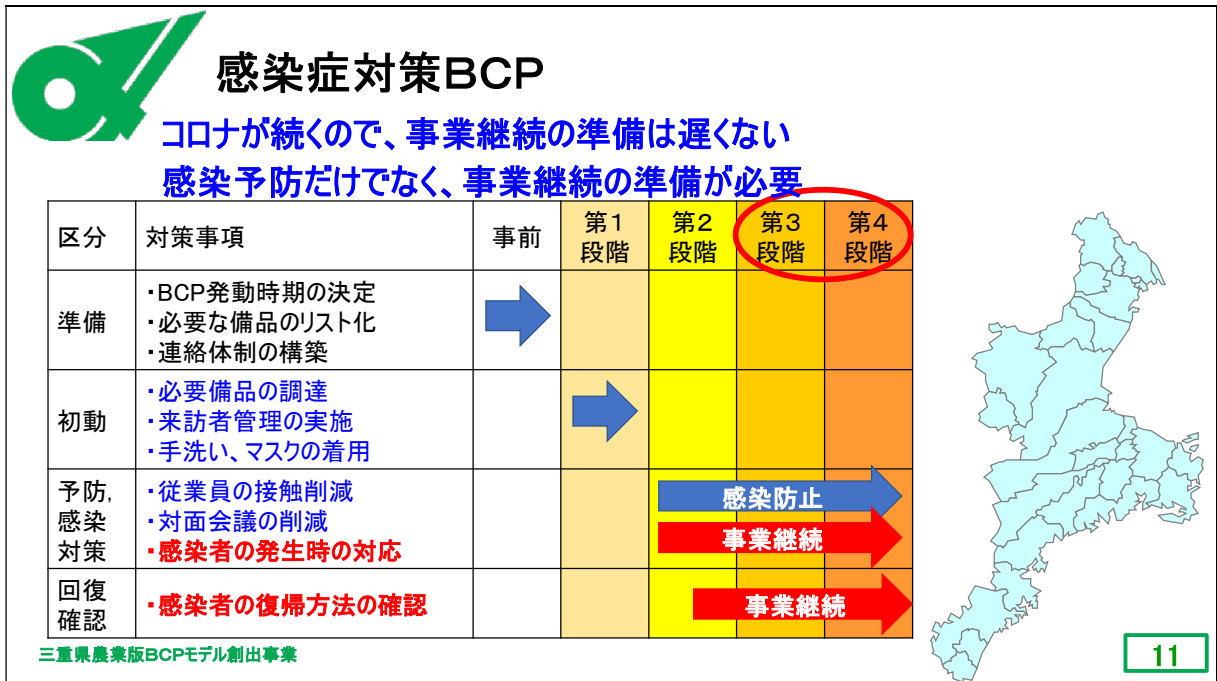 感染症対策BCP
コロナが続くので、事業継続の準備は遅くない
感染予防だけでなく、事業継続の準備が必要
区分
対策事項
事前
第1
段階
第2
段階
第3
段階
第4
段階
準備
・BCP発動時期の決定
・必要な備品のリスト化
・連絡体制の構築
初動
・必要備品の調達
・来訪者管理の実施
・手洗い、マスクの着用
予防,
感染
対策
・従業員の接触削減
・対面会議の削減
・感染者の発生時の対応
感染防止
事業継続
回復
確認
・感染者の復帰方法の確認
事業継続
三重県農業版BCPモデル創出事業
11